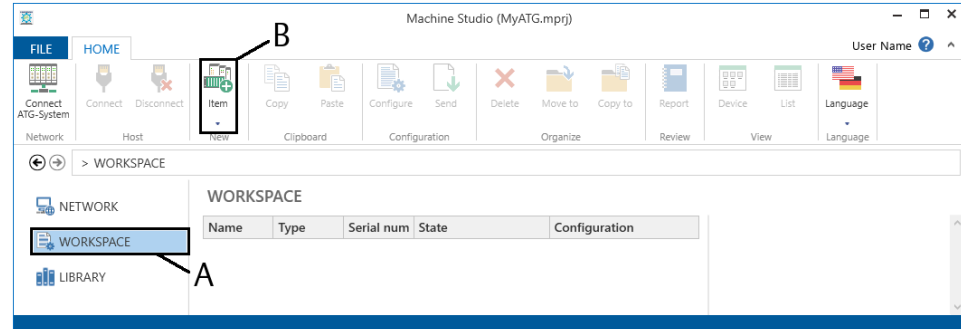 Machine Studio (MyATG.mprj)
B
FILE HOME User Name ?
Connect ATG-System
Connect Disconnect Item Copy Paste Configure Send Delete Move to Copy to Report Device List Language
Network Host New Clipboard Configuration Organize Review View Language
> WORKSPACE
NETWORK
WORKSPACE
LIBRARY
A
WORKSPACE
Name Type Serial num State Configuration